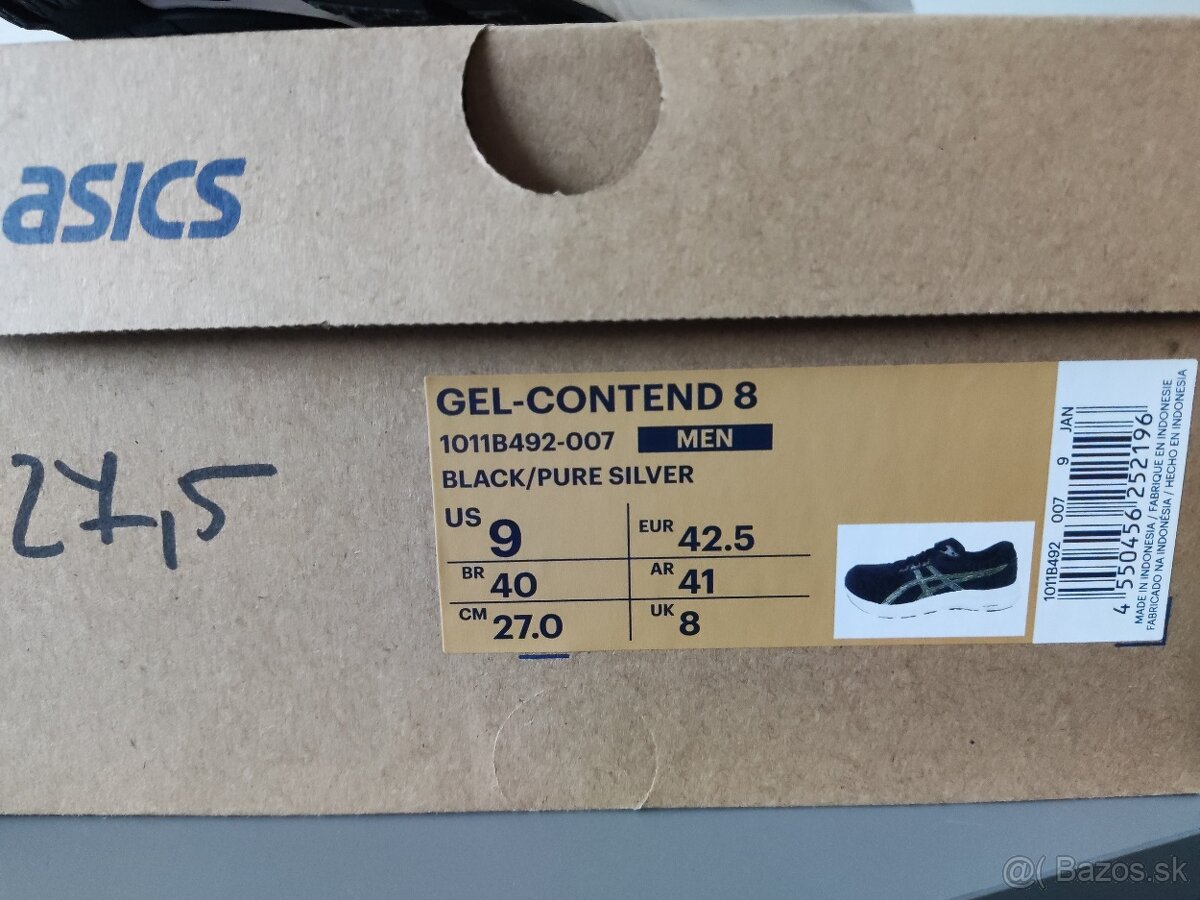 asics
27,5
GEL-CONTEND 8
1011B492-007 MEN
BLACK/PURE SILVER
US 9 EUR 42.5
BR 40 AR 41
CM 27.0 UK 8
1011B492 007 9 JAN
4 550456 252196
MADE IN INDONESIA / FABRIQUE EN INDONESIE
FABRICADO NA INDONÉSIA / HECHO EN INDONESIA
@( Bazos.sk